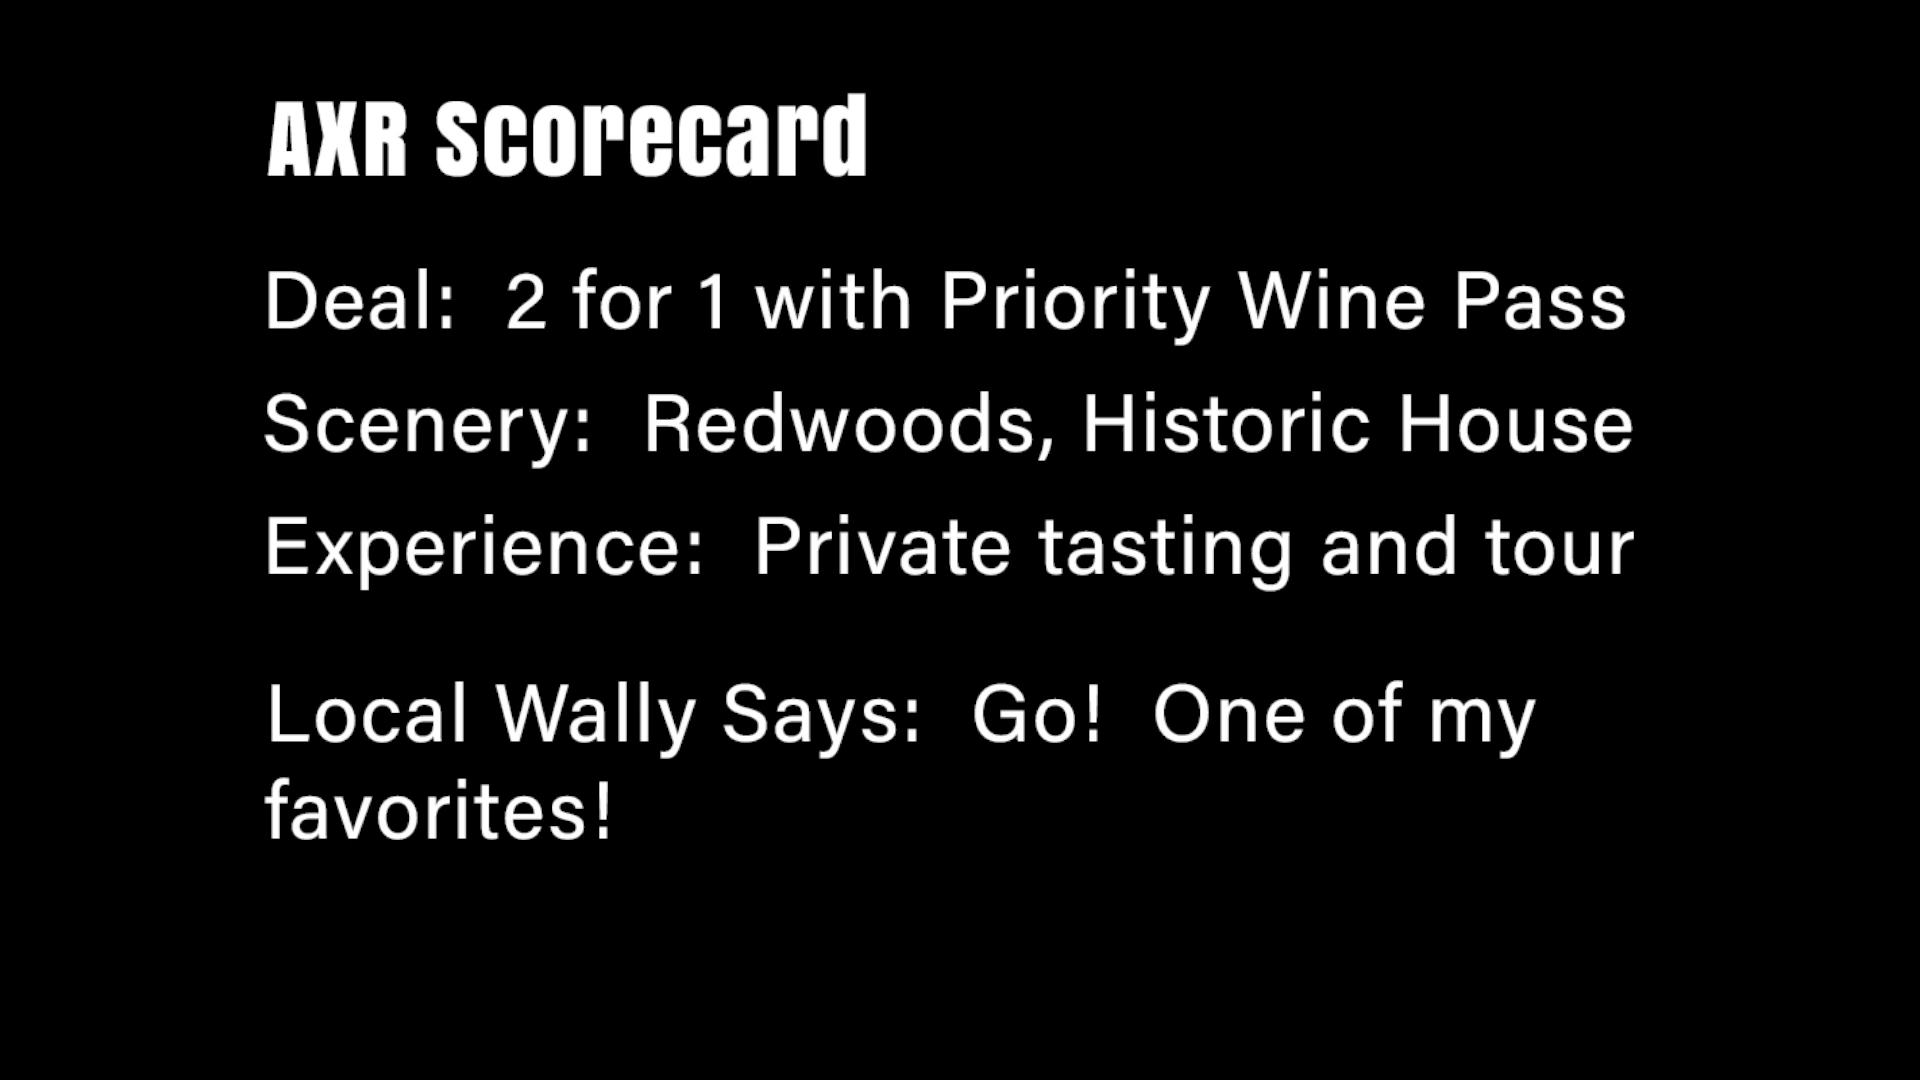 AXR Scorecard
Deal: 2 for 1 with Priority Wine Pass
Scenery: Redwoods, Historic House
Experience: Private tasting and tour
Local Wally Says: Go! One of my
favorites!